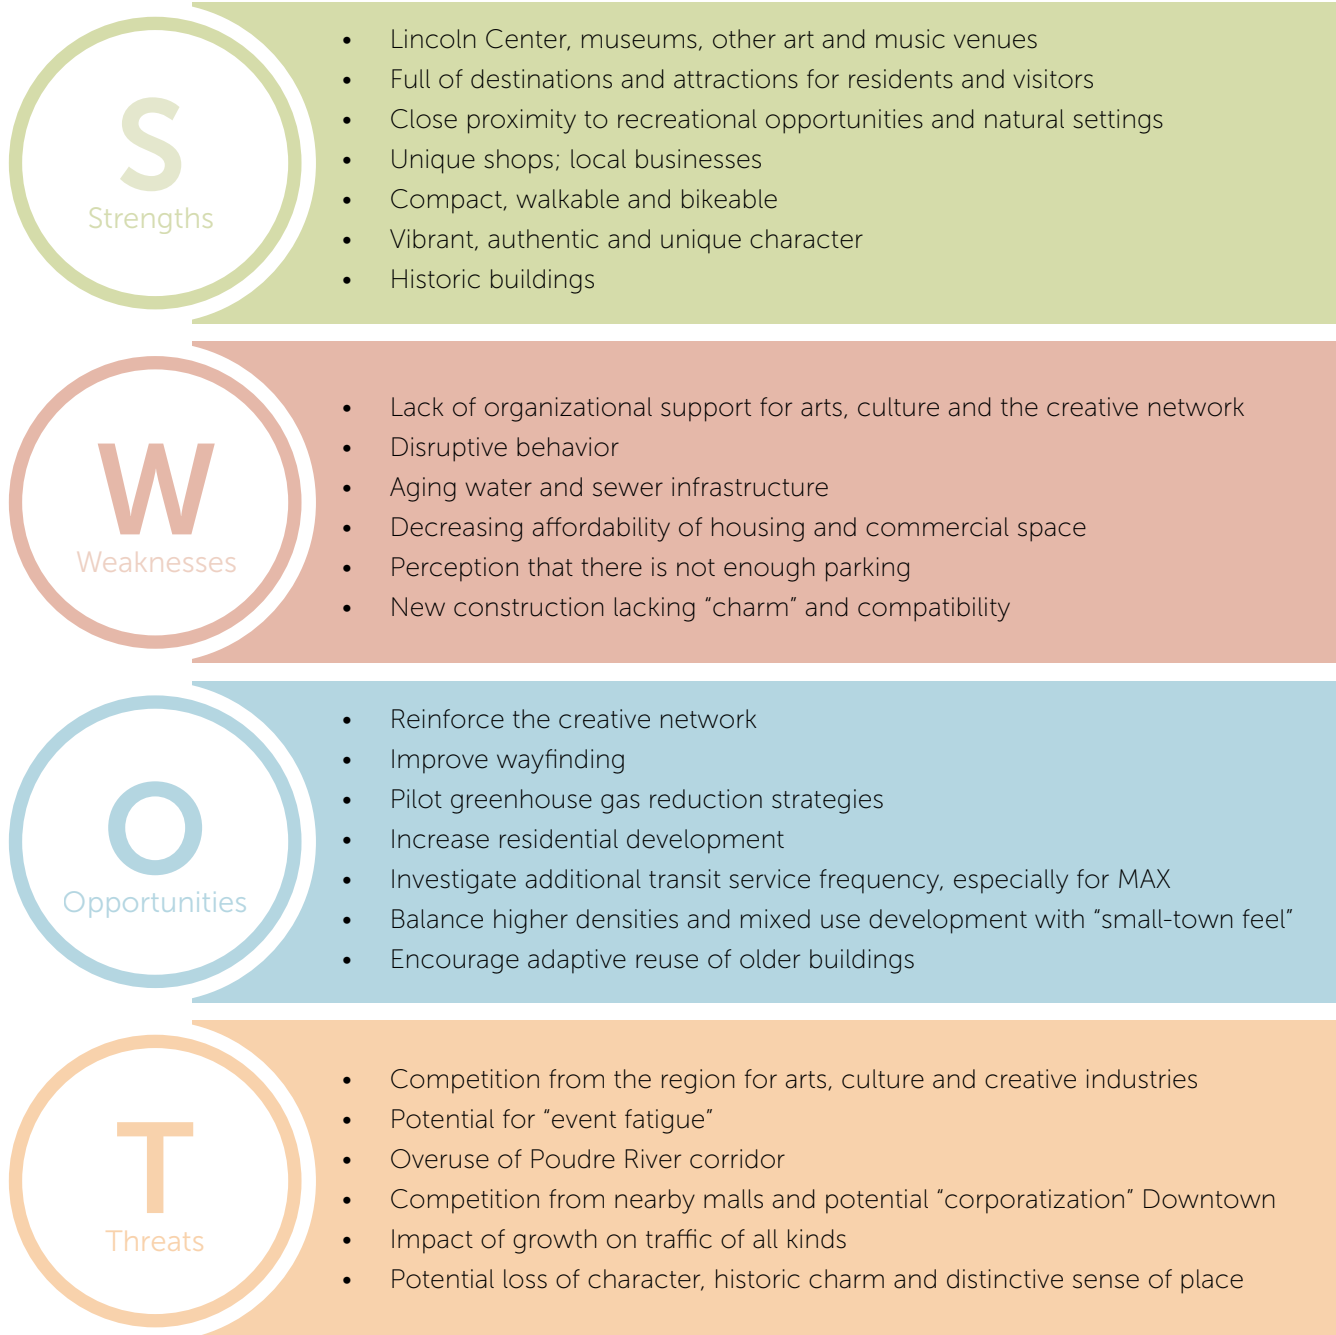 S
Strengths
• Lincoln Center, museums, other art and music venues
• Full of destinations and attractions for residents and visitors
• Close proximity to recreational opportunities and natural settings
• Unique shops; local businesses
• Compact, walkable and bikeable
• Vibrant, authentic and unique character
• Historic buildings
W
Weaknesses
• Lack of organizational support for arts, culture and the creative network
• Disruptive behavior
• Aging water and sewer infrastructure
• Decreasing affordability of housing and commercial space
• Perception that there is not enough parking
• New construction lacking “charm” and compatibility
O
Opportunities
• Reinforce the creative network
• Improve wayfinding
• Pilot greenhouse gas reduction strategies
• Increase residential development
• Investigate additional transit service frequency, especially for MAX
• Balance higher densities and mixed use development with “small-town feel”
• Encourage adaptive reuse of older buildings
T
Threats
• Competition from the region for arts, culture and creative industries
• Potential for “event fatigue”
• Overuse of Poudre River corridor
• Competition from nearby malls and potential “corporatization” Downtown
• Impact of growth on traffic of all kinds
• Potential loss of character, historic charm and distinctive sense of place